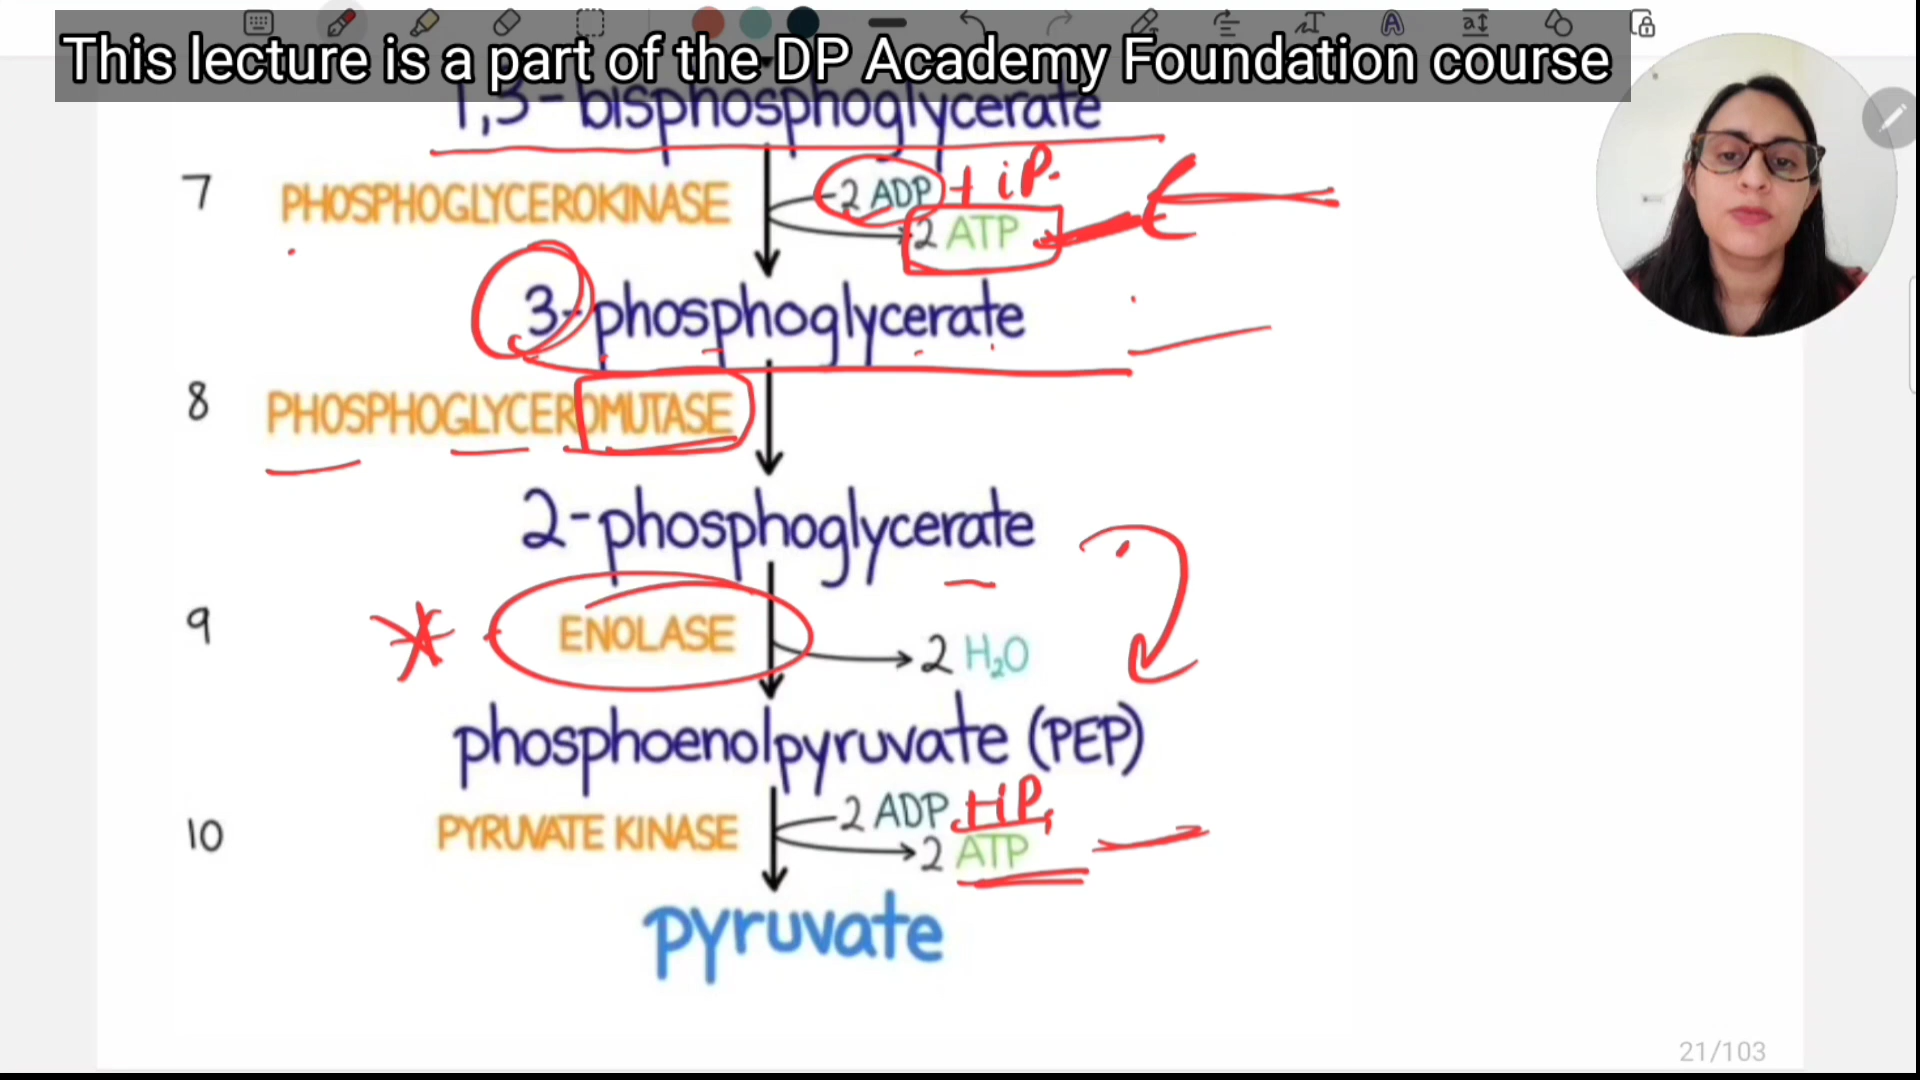 This lecture is a part of the DP Academy Foundation course
1,3-bisphosphoglycerate
7 PHOSPHOGLYCEROKINASE 2 ADP + iP.
2 ATP
3-phosphoglycerate
8 PHOSPHOGLYCEROMUTASE
2-phosphoglycerate
9 ENOLASE 2 H₂O
phosphoenolpyruvate (PEP)
10 PYRUVATE KINASE 2 ADP + iP
2 ATP
pyruvate
21/103